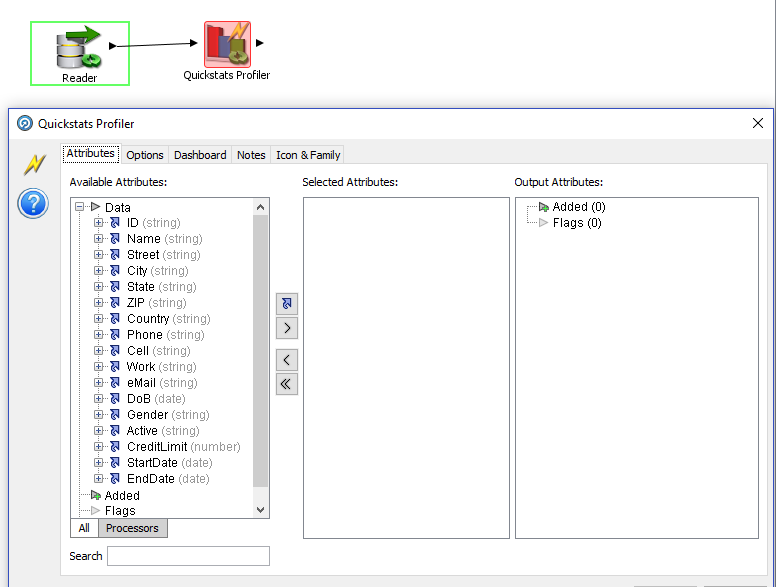 Reader
Quickstats Profiler
Quickstats Profiler
Attributes Options Dashboard Notes Icon & Family
Available Attributes: Selected Attributes: Output Attributes:
Data
ID (string)
Name (string)
Street (string)
City (string)
State (string)
ZIP (string)
Country (string)
Phone (string)
Cell (string)
Work (string)
eMail (string)
DoB (date)
Gender (string)
Active (string)
CreditLimit (number)
StartDate (date)
EndDate (date)
Added
Flags
All Processors
Search
Added (0)
Flags (0)